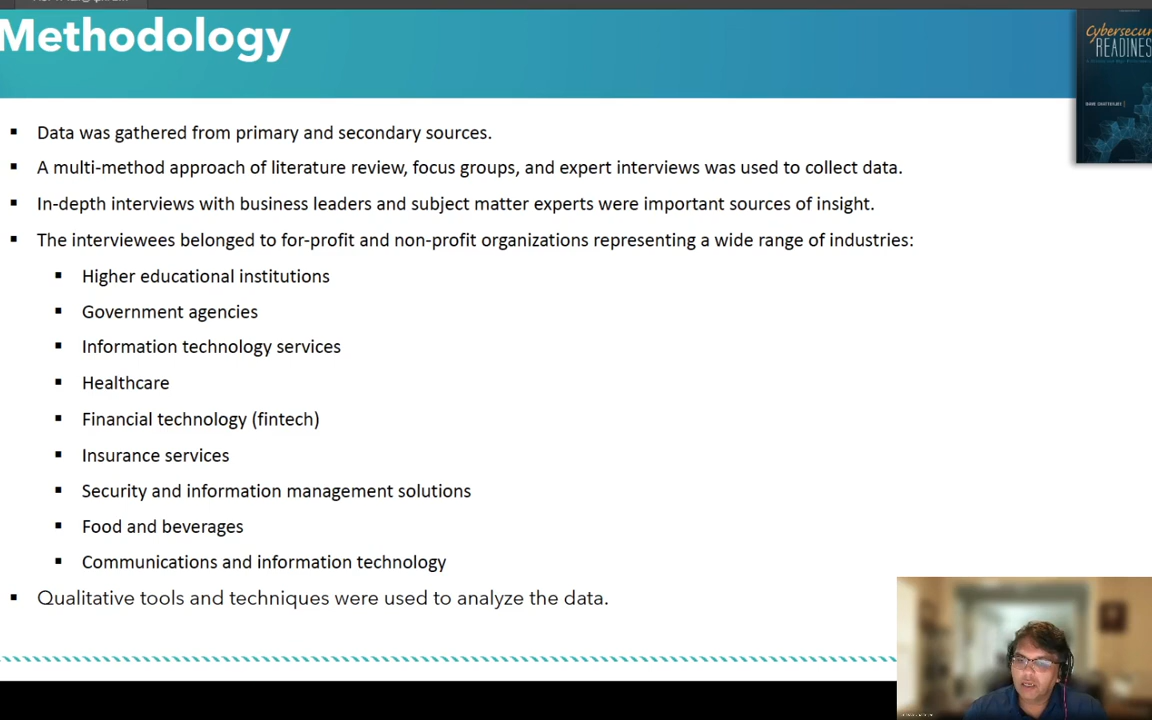 Methodology
Cybersecur
READINESS
Data was gathered from primary and secondary sources.
A multi-method approach of literature review, focus groups, and expert interviews was used to collect data.
In-depth interviews with business leaders and subject matter experts were important sources of insight.
The interviewees belonged to for-profit and non-profit organizations representing a wide range of industries:
Higher educational institutions
Government agencies
Information technology services
Healthcare
Financial technology (fintech)
Insurance services
Security and information management solutions
Food and beverages
Communications and information technology
Qualitative tools and techniques were used to analyze the data.